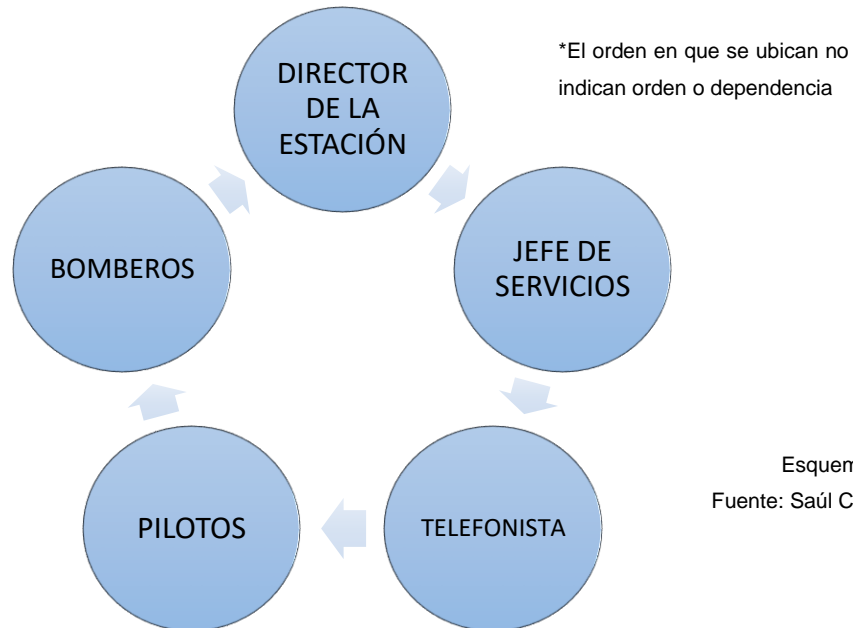 DIRECTOR
DE LA
ESTACIÓN
*El orden en que se ubican no
indican orden o dependencia
JEFE DE
SERVICIOS
BOMBEROS
TELEFONISTA
PILOTOS
Fuente: Saúl